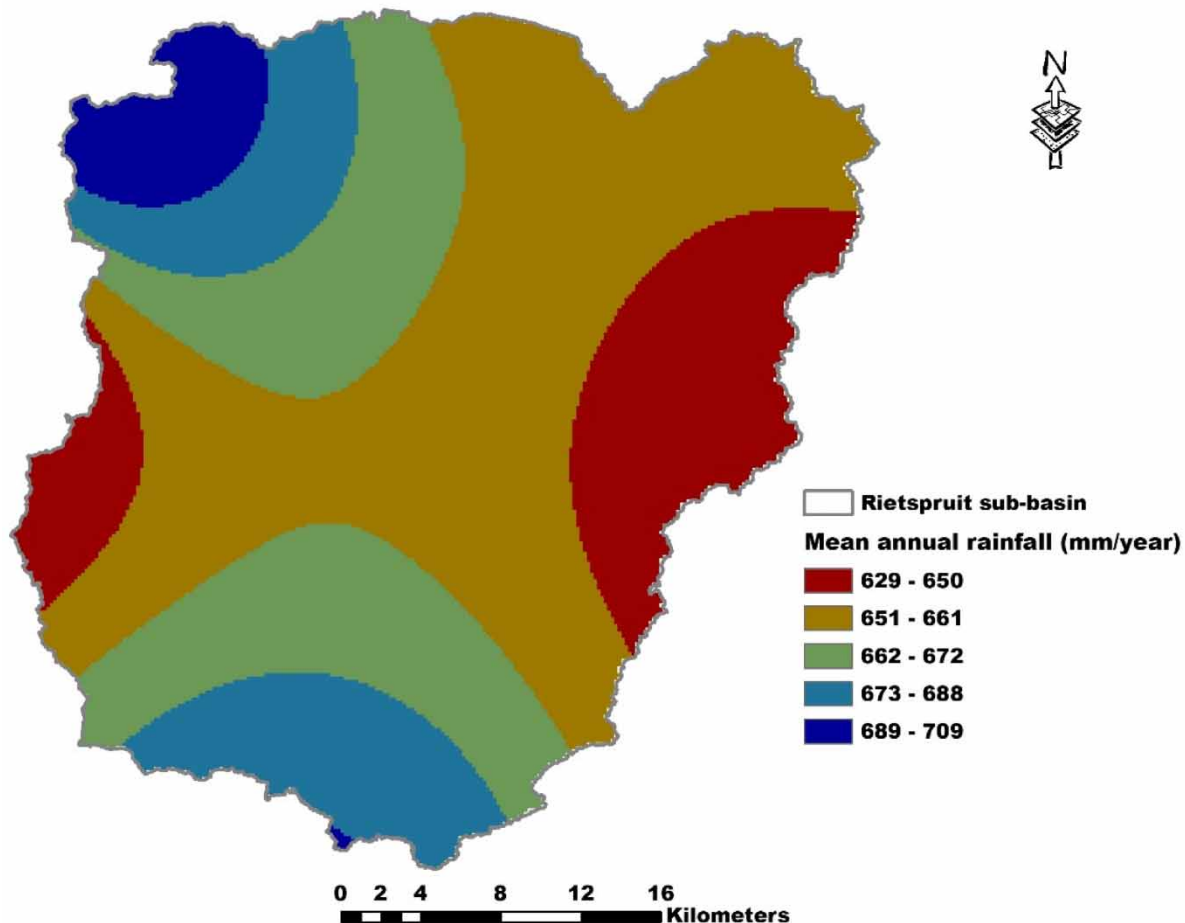 N
Rietspruit sub-basin
Mean annual rainfall (mm/year)
629 - 650
651 - 661
662 - 672
673 - 688
689 - 709
0 2 4 8 12 16
Kilometers